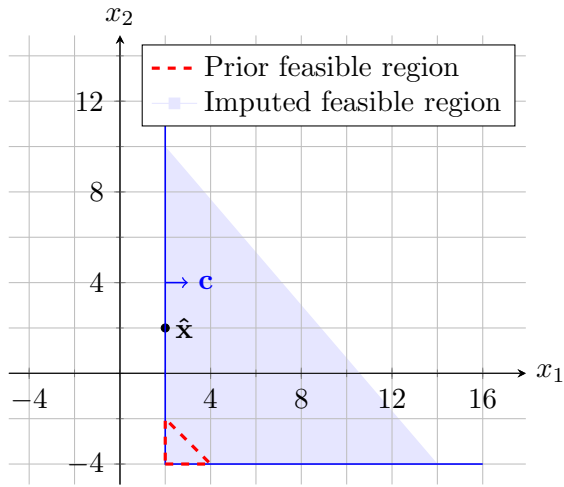 x₂
Prior feasible region
Imputed feasible region
12
8
4
c
x̂
x₁
−4 4 8 12 16
−4